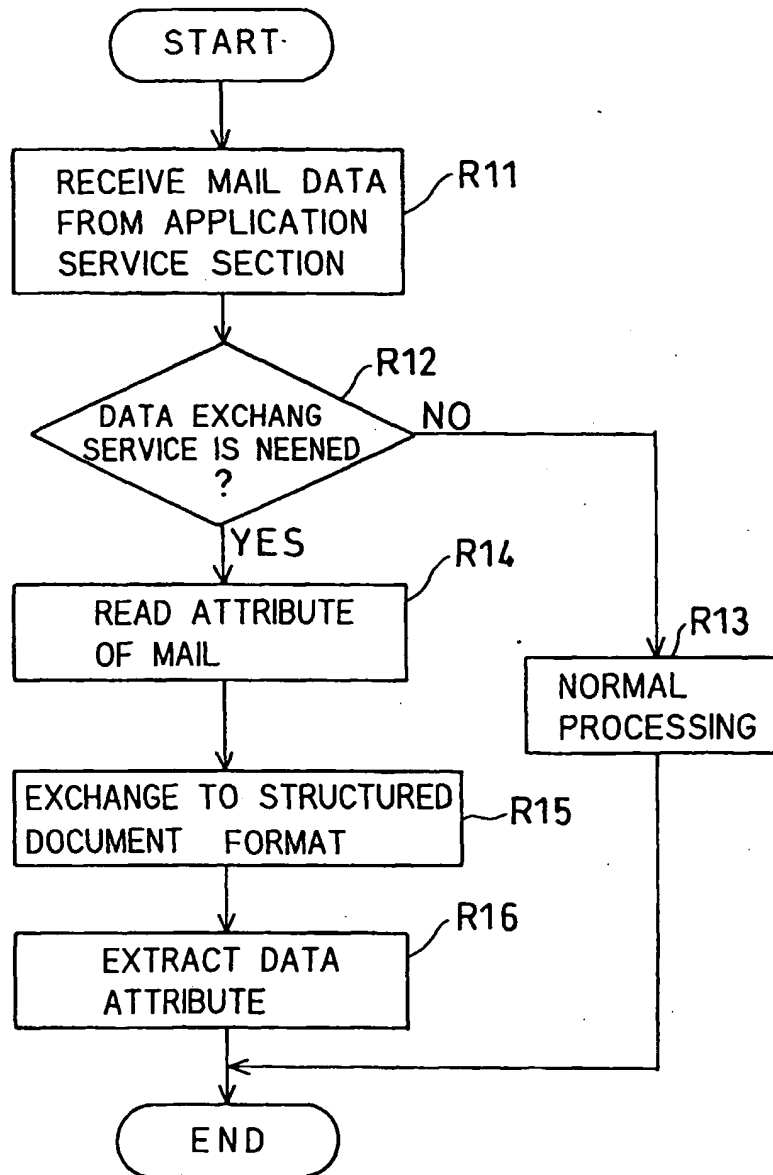 START
RECEIVE MAIL DATA
FROM APPLICATION
SERVICE SECTION
R11
DATA EXCHANG
SERVICE IS NEENED
?
R12
NO
YES
READ ATTRIBUTE
OF MAIL
R14
NORMAL
PROCESSING
R13
EXCHANGE TO STRUCTURED
DOCUMENT FORMAT
R15
EXTRACT DATA
ATTRIBUTE
R16
END